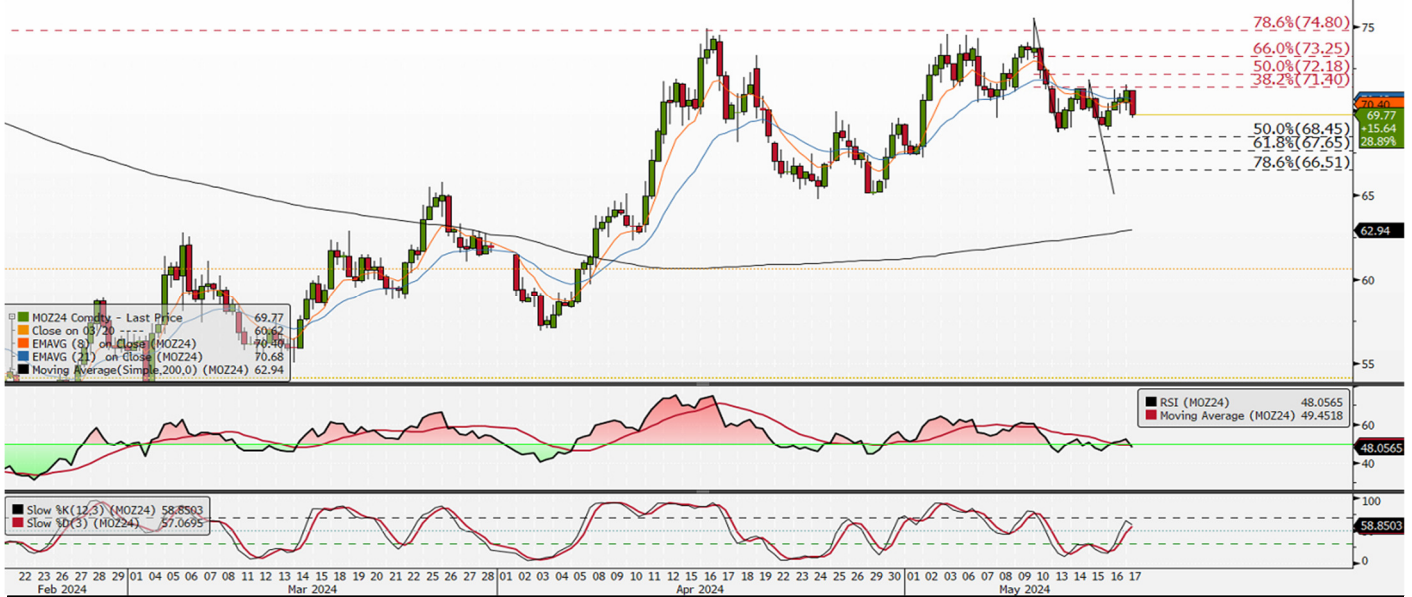 78.6%(74.80)
75
66.0%(73.25)
50.0%(72.18)
38.2%(71.40)
70.40
69.77
+15.64
28.89%
50.0%(68.45)
61.8%(67.65)
78.6%(66.51)
65
62.94
60
55
MOZ24 Comdty - Last Price 69.77
Close on 03/20 ---- 60.62
EMAVG (8) on Close (MOZ24) 70.40
EMAVG (21) on Close (MOZ24) 70.68
Moving Average(Simple,200,0) (MOZ24) 62.94
RSI (MOZ24) 48.0565
Moving Average (MOZ24) 49.4518
60
48.0565
40
Slow %K(12,3) (MOZ24) 58.8503
Slow %D(3) (MOZ24) 57.0695
100
58.8503
0
22 23 26 27 28 29 01 04 05 06 07 08 11 12 13 14 15 18 19 20 21 22 25 26 27 28 01 02 03 04 05 08 09 10 11 12 15 16 17 18 19 22 23 24 25 26 29 30 01 02 03 06 07 08 09 10 13 14 15 16 17
Feb 2024 Mar 2024 Apr 2024 May 2024